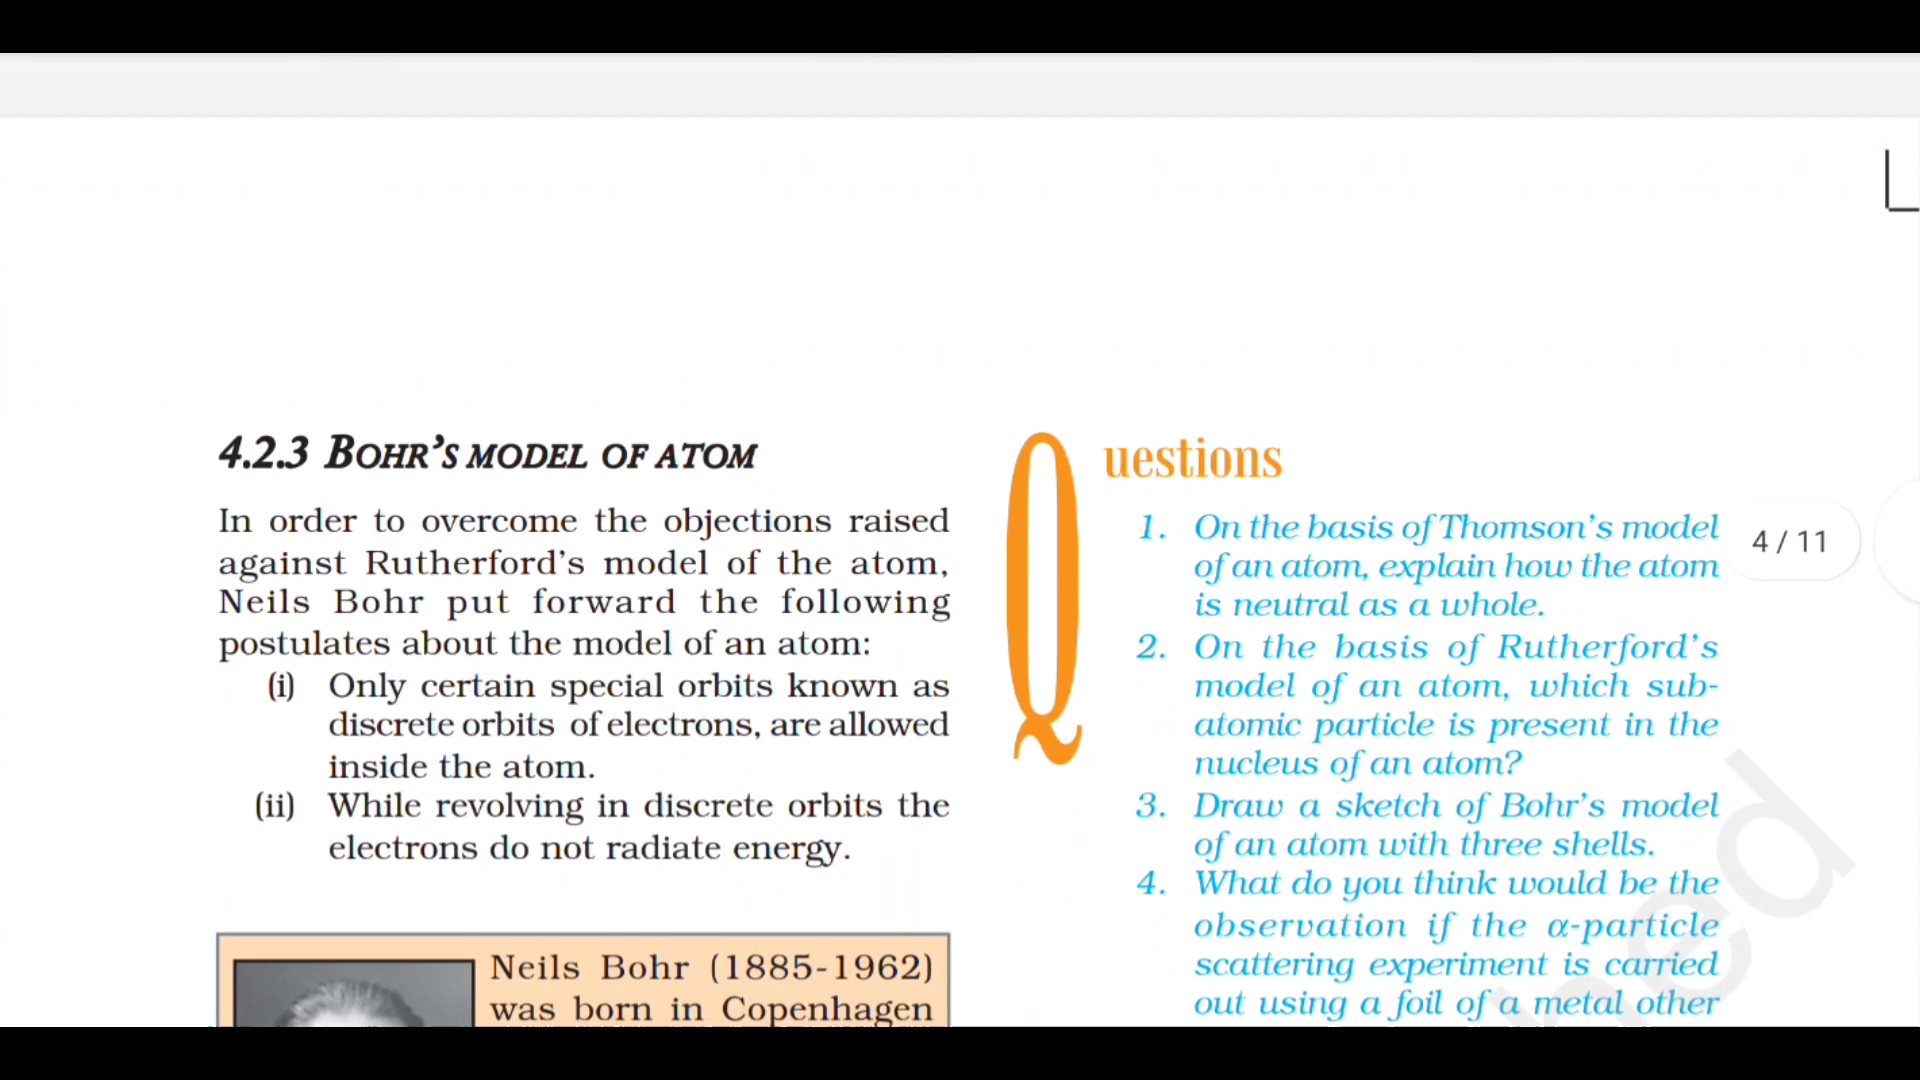 4.2.3 BOHR’S MODEL OF ATOM
In order to overcome the objections raised
against Rutherford’s model of the atom,
Neils Bohr put forward the following
postulates about the model of an atom:
(i) Only certain special orbits known as
discrete orbits of electrons, are allowed
inside the atom.
(ii) While revolving in discrete orbits the
electrons do not radiate energy.
Neils Bohr (1885-1962)
was born in Copenhagen
Questions
1. On the basis of Thomson’s model
of an atom, explain how the atom
is neutral as a whole.
2. On the basis of Rutherford’s
model of an atom, which sub-
atomic particle is present in the
nucleus of an atom?
3. Draw a sketch of Bohr’s model
of an atom with three shells.
4. What do you think would be the
observation if the α-particle
scattering experiment is carried
out using a foil of a metal other
4 / 11